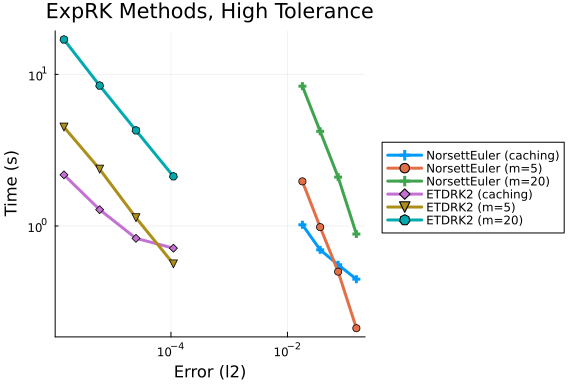 ExpRK Methods, High Tolerance
Time (s)
10¹
10⁰
10⁻⁴
10⁻²
Error (l2)
NorsettEuler (caching)
NorsettEuler (m=5)
NorsettEuler (m=20)
ETDRK2 (caching)
ETDRK2 (m=5)
ETDRK2 (m=20)